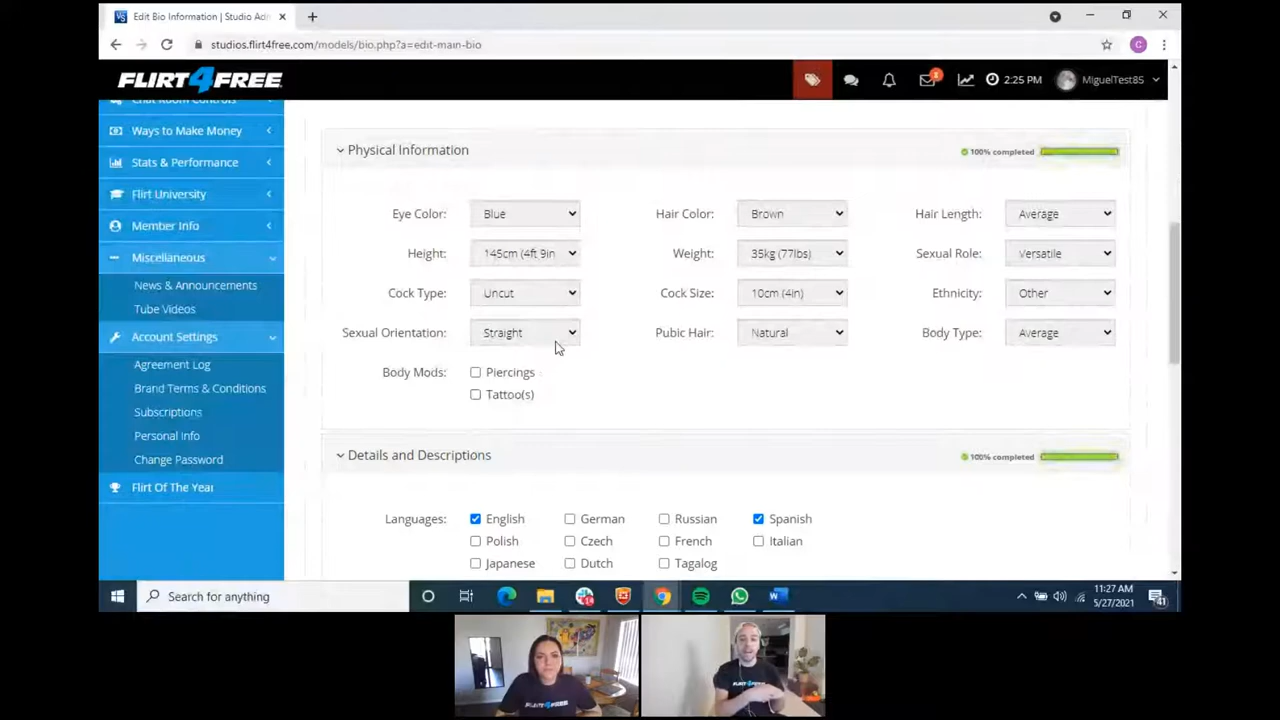 Edit Bio Information | Studio Adm
studios.flirt4free.com/models/bio.php?a=edit-main-bio
C
FLIRT4FREE
2:25 PM
MiguelTest85
Chat Room Controls
Ways to Make Money
Stats & Performance
Flirt University
Member Info
Miscellaneous
News & Announcements
Tube Videos
Account Settings
Agreement Log
Brand Terms & Conditions
Subscriptions
Personal Info
Change Password
Flirt Of The Year
Physical Information
100% completed
Eye Color: Blue
Hair Color: Brown
Hair Length: Average
Height: 145cm (4ft 9in
Weight: 35kg (77lbs)
Sexual Role: Versatile
Cock Type: Uncut
Cock Size: 10cm (4in)
Ethnicity: Other
Sexual Orientation: Straight
Pubic Hair: Natural
Body Type: Average
Body Mods: Piercings
Tattoo(s)
Details and Descriptions
100% completed
Languages: English German Russian Spanish
Polish Czech French Italian
Japanese Dutch Tagalog
Search for anything
11:27 AM
5/27/2021
41
FLIRT4FREE
FLIRT4FREE